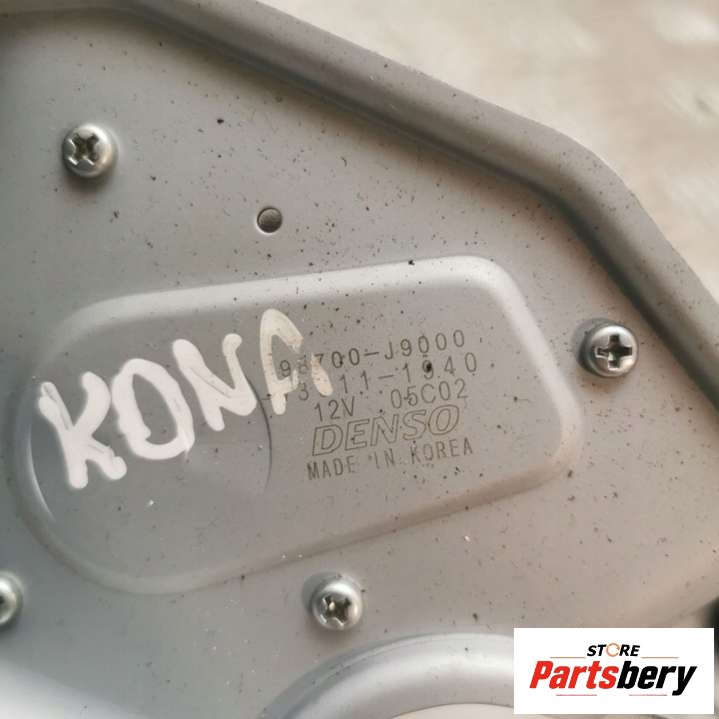 KONA
98700-J9000
12V 05C02
DENSO
MADE IN KOREA
STORE
Partsbery